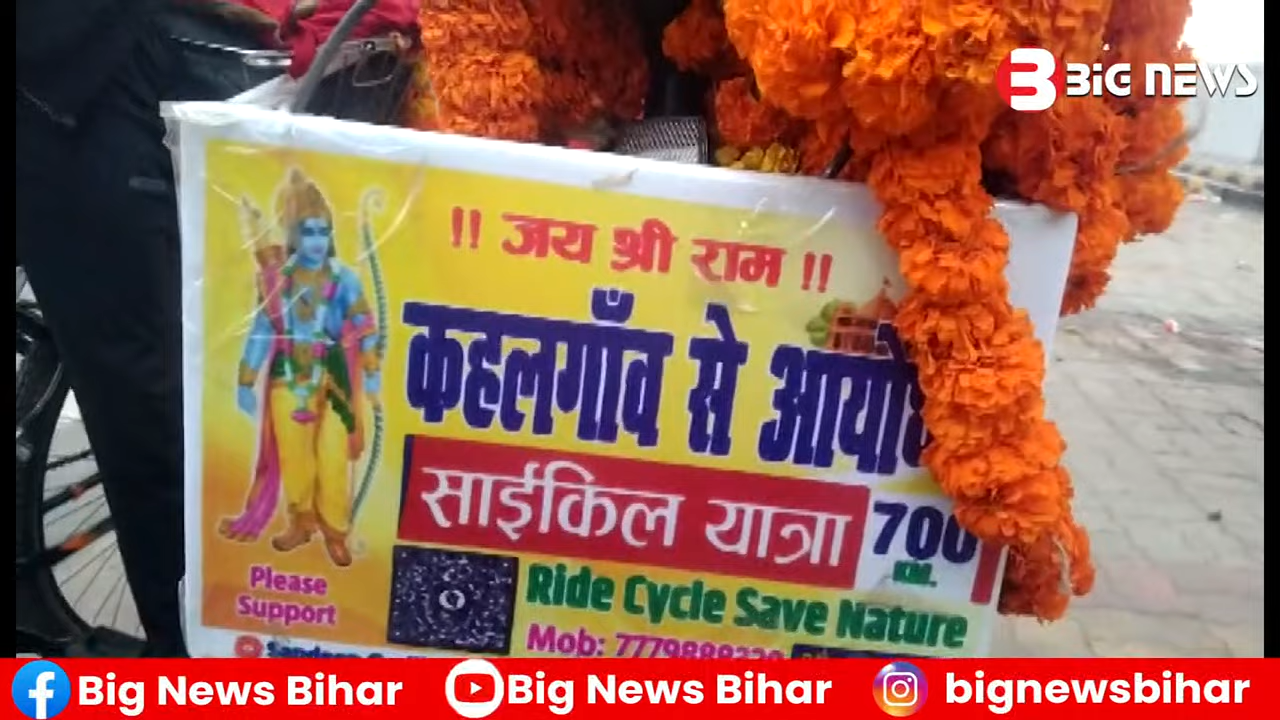 BiG NEWS
!! जय श्री राम !!
कहलगाँव से
साईकिल यात्रा
700
KM.
Please
Support
Ride Cycle Save Nature
Mob:
Big News Bihar
Big News Bihar
bignewsbihar